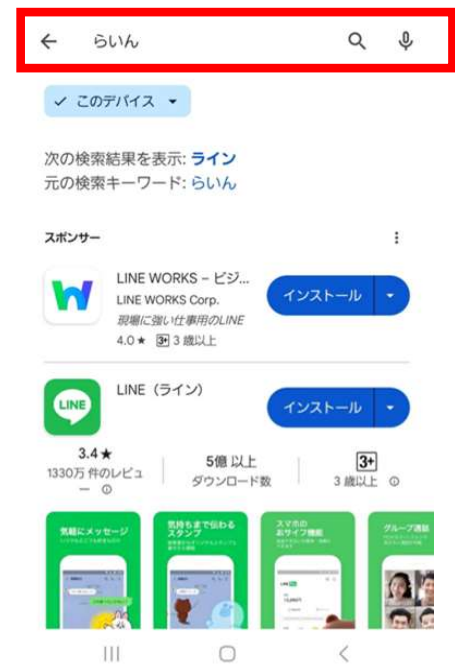 らいん
このデバイス
次の検索結果を表示: ライン
元の検索キーワード: らいん
スポンサー
LINE WORKS – ビジ...
LINE WORKS Corp.
現場に強い仕事用のLINE
4.0★ 3+ 3 歳以上
インストール
LINE（ライン）
LINE
インストール
3.4★
1330万 件のレビュ
ー
5億 以上
ダウンロード数
3+
3 歳以上
気軽にメッセージ
気持ちまで伝わる
スタンプ
スマホの
おサイフ機能
グループ通話